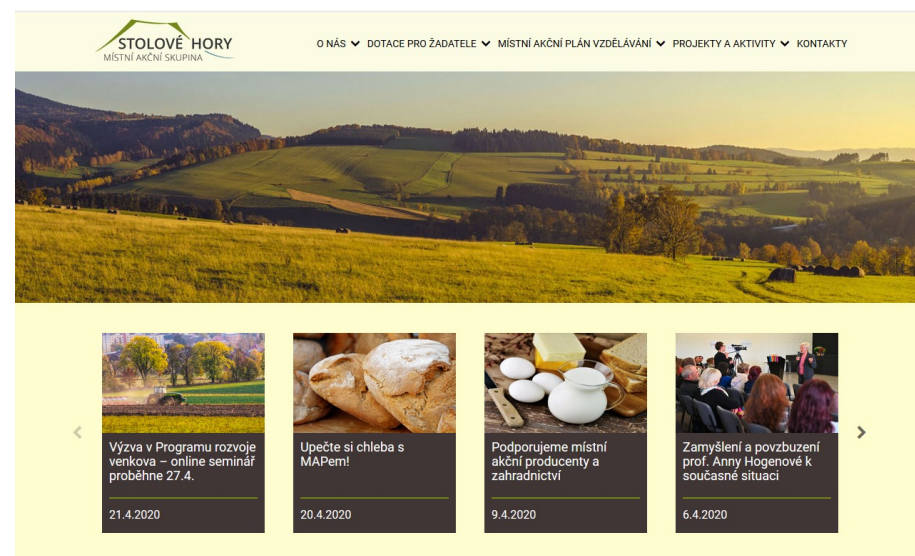 STOLOVÉ HORY
MÍSTNÍ AKČNÍ SKUPINA
O NÁS
DOTACE PRO ŽADATELE
MÍSTNÍ AKČNÍ PLÁN VZDĚLÁVÁNÍ
PROJEKTY A AKTIVITY
KONTAKTY
Výzva v Programu rozvoje
venkova – online seminář
proběhne 27.4.
21.4.2020
Upečte si chleba s
MAPem!
20.4.2020
Podporujeme místní
akční producenty a
zahradnictví
9.4.2020
Zamyšlení a povzbuzení
prof. Anny Hogenové k
současné situaci
6.4.2020